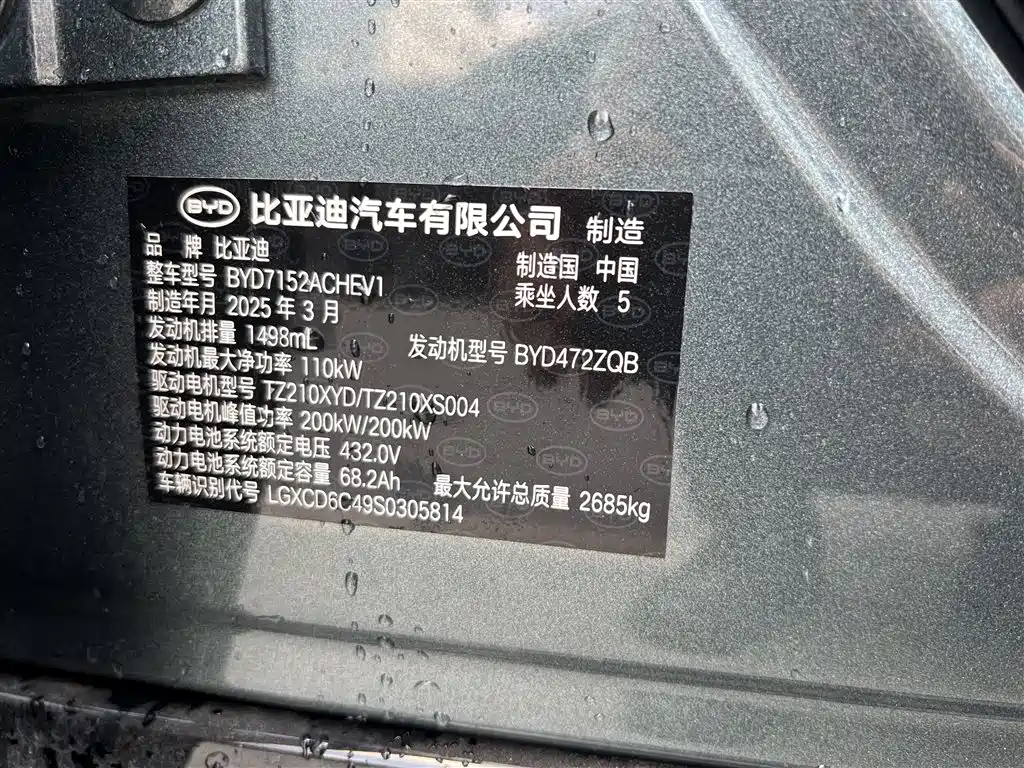 BYD 比亚迪汽车有限公司 制造
品 牌 比亚迪
制造国 中国
整车型号 BYD7152ACHEV1
乘坐人数 5
制造年月 2025 年 3 月
发动机排量 1498mL
发动机型号 BYD472ZQB
发动机最大净功率 110kW
驱动电机型号 TZ210XYD/TZ210XS004
驱动电机峰值功率 200kW/200kW
动力电池系统额定电压 432.0V
动力电池系统额定容量 68.2Ah
最大允许总质量 2685kg
车辆识别代号 LGXCD6C49S0305814